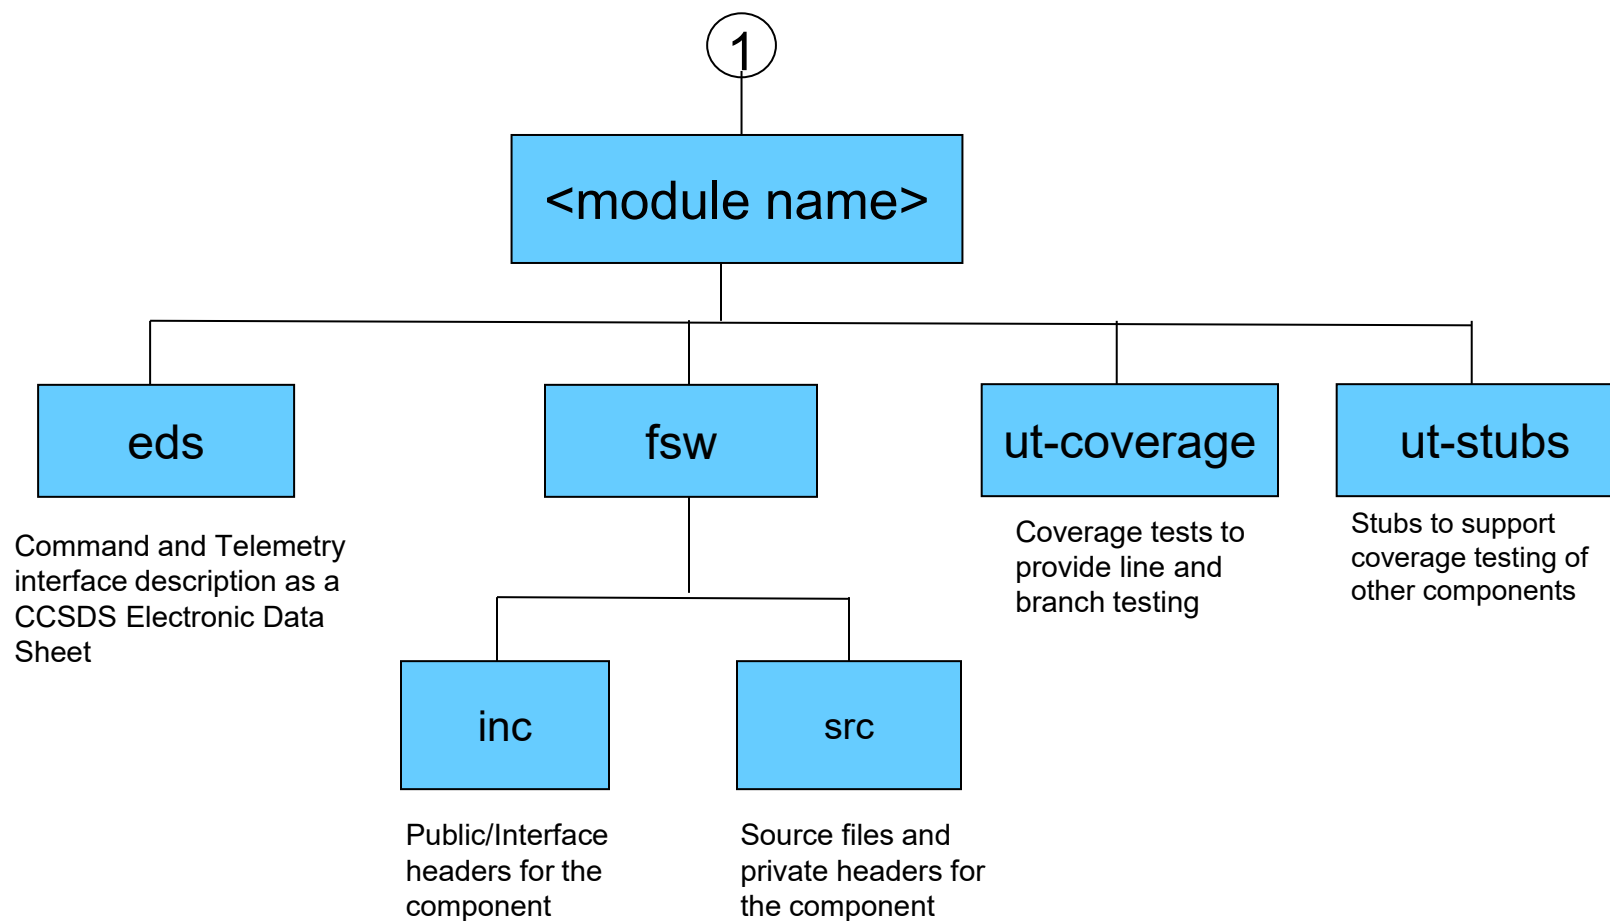 1
<module name>
eds
fsw
ut-coverage
ut-stubs
Command and Telemetry
interface description as a
CCSDS Electronic Data
Sheet
Coverage tests to
provide line and
branch testing
Stubs to support
coverage testing of
other components
inc
src
Public/Interface
headers for the
component
Source files and
private headers for
the component